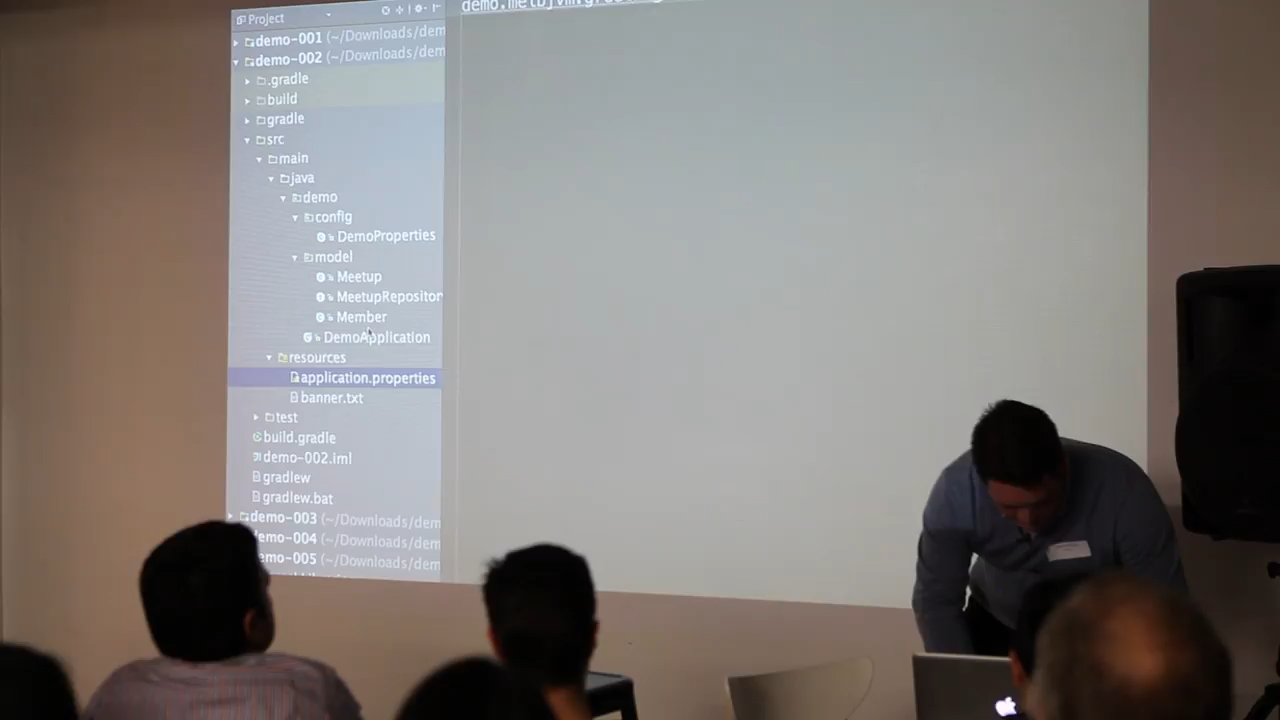 Project
demo-001 (~/Downloads/dem
demo-002 (~/Downloads/dem
.gradle
build
gradle
src
main
java
demo
config
DemoProperties
model
Meetup
MeetupRepositor
Member
DemoApplication
resources
application.properties
banner.txt
test
build.gradle
demo-002.iml
gradlew
gradlew.bat
demo-003 (~/Downloads/dem
emo-004 (~/Downloads/dem
emo-005 (~/Downloads/dem